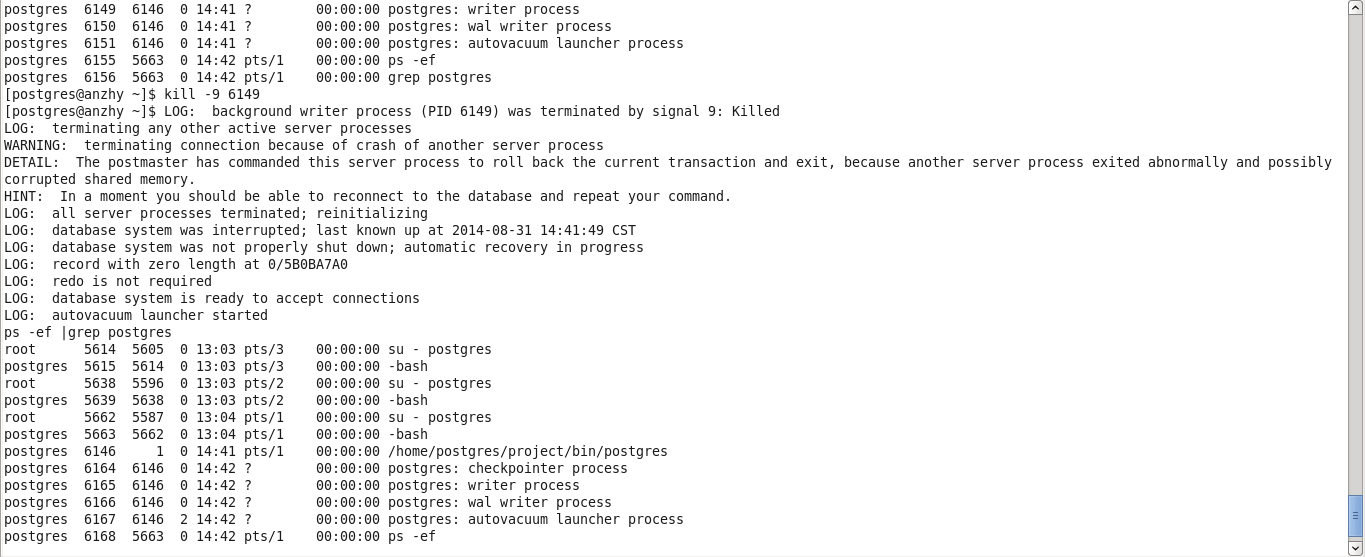 postgres  6149  6146  0 14:41 ?        00:00:00 postgres: writer process
postgres  6150  6146  0 14:41 ?        00:00:00 postgres: wal writer process
postgres  6151  6146  0 14:41 ?        00:00:00 postgres: autovacuum launcher process
postgres  6155  5663  0 14:42 pts/1    00:00:00 ps -ef
postgres  6156  5663  0 14:42 pts/1    00:00:00 grep postgres
[postgres@anzhy ~]$ kill -9 6149
[postgres@anzhy ~]$ LOG:  background writer process (PID 6149) was terminated by signal 9: Killed
LOG:  terminating any other active server processes
WARNING:  terminating connection because of crash of another server process
DETAIL:  The postmaster has commanded this server process to roll back the current transaction and exit, because another server process exited abnormally and possibly
corrupted shared memory.
HINT:  In a moment you should be able to reconnect to the database and repeat your command.
LOG:  all server processes terminated; reinitializing
LOG:  database system was interrupted; last known up at 2014-08-31 14:41:49 CST
LOG:  database system was not properly shut down; automatic recovery in progress
LOG:  record with zero length at 0/5B0BA7A0
LOG:  redo is not required
LOG:  database system is ready to accept connections
LOG:  autovacuum launcher started
ps -ef |grep postgres
root      5614  5605  0 13:03 pts/3    00:00:00 su - postgres
postgres  5615  5614  0 13:03 pts/3    00:00:00 -bash
root      5638  5596  0 13:03 pts/2    00:00:00 su - postgres
postgres  5639  5638  0 13:03 pts/2    00:00:00 -bash
root      5662  5587  0 13:04 pts/1    00:00:00 su - postgres
postgres  5663  5662  0 13:04 pts/1    00:00:00 -bash
postgres  6146     1  0 14:41 pts/1    00:00:00 /home/postgres/project/bin/postgres
postgres  6164  6146  0 14:42 ?        00:00:00 postgres: checkpointer process
postgres  6165  6146  0 14:42 ?        00:00:00 postgres: writer process
postgres  6166  6146  0 14:42 ?        00:00:00 postgres: wal writer process
postgres  6167  6146  2 14:42 ?        00:00:00 postgres: autovacuum launcher process
postgres  6168  5663  0 14:42 pts/1    00:00:00 ps -ef